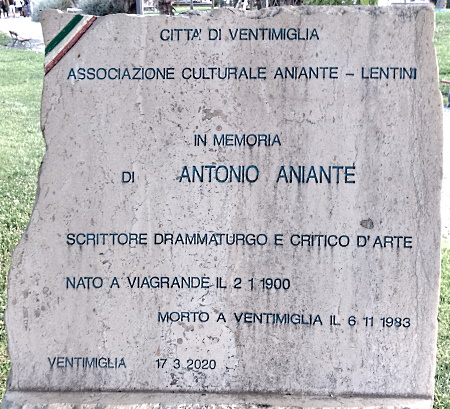 CITTA' DI VENTIMIGLIA
ASSOCIAZIONE CULTURALE ANIANTE - LENTINI
IN MEMORIA
DI ANTONIO ANIANTE
SCRITTORE DRAMMATURGO E CRITICO D'ARTE
NATO A VIAGRANDE IL 2 1 1900
MORTO A VENTIMIGLIA IL 6 11 1983
VENTIMIGLIA 17 3 2020